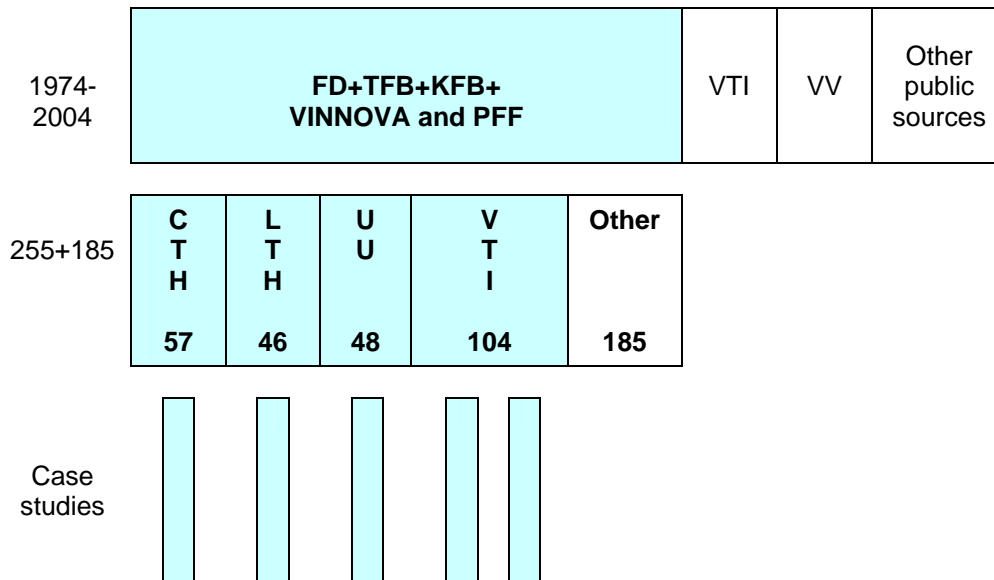 1974-
2004
FD+TFB+KFB+
VINNOVA and PFF
VTI
VV
Other
public
sources
255+185
C
T
H
57
L
T
H
46
U
U
48
V
T
I
104
Other
185
Case
studies